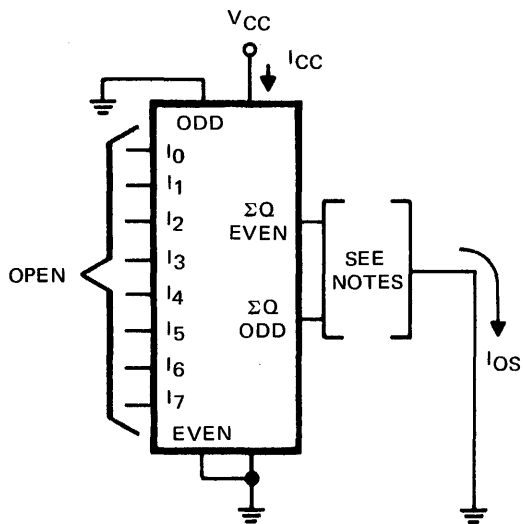 VCC
ICC
ODD
I0
I1
I2
I3
I4
I5
I6
I7
OPEN
ΣQ
EVEN
ΣQ
ODD
SEE
NOTES
IOS
EVEN